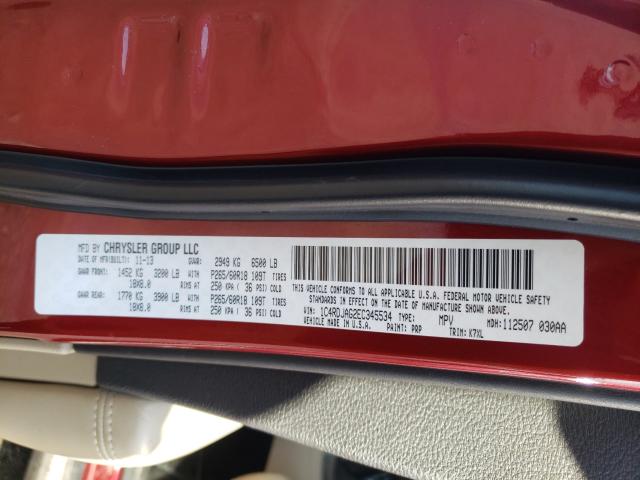 MFD BY CHRYSLER GROUP LLC
DATE OF MFR(BUILT): 11-13 GVWR: 2949 KG 6500 LB
GAWR FRONT: 1452 KG 3200 LB WITH P265/60R18 109T TIRES
18X8.0 250 KPA ( 36 PSI) COLD
GAWR REAR: 1770 KG 3900 LB WITH P265/60R18 109T TIRES
18X8.0 250 KPA ( 36 PSI) COLD
THIS VEHICLE CONFORMS TO ALL APPLICABLE U.S.A. FEDERAL MOTOR VEHICLE SAFETY
STANDARDS IN EFFECT ON THE DATE OF MANUFACTURE SHOWN ABOVE.
VIN: 1C4RDJAG2EC345534 TYPE: MPV MDH: 112507 030AA
VEHICLE MADE IN U.S.A. PAINT: PRP TRIM: K7XL